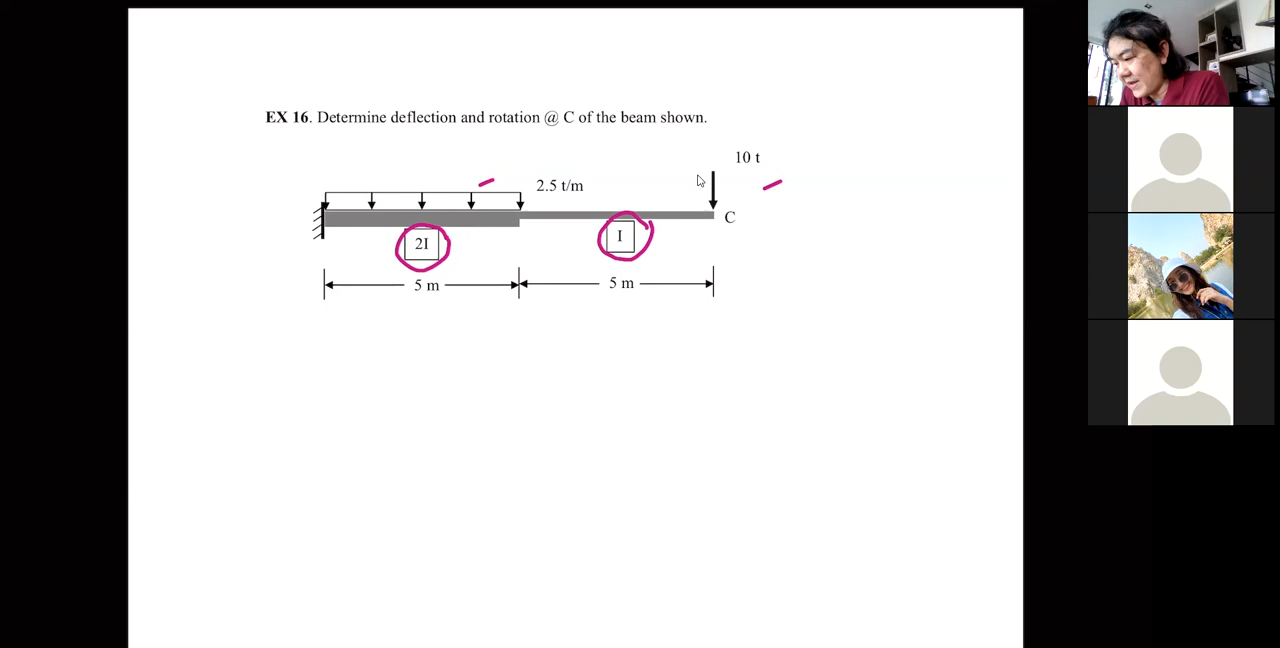 EX 16. Determine deflection and rotation @ C of the beam shown.
10 t
2.5 t/m
C
2I
I
5 m
5 m